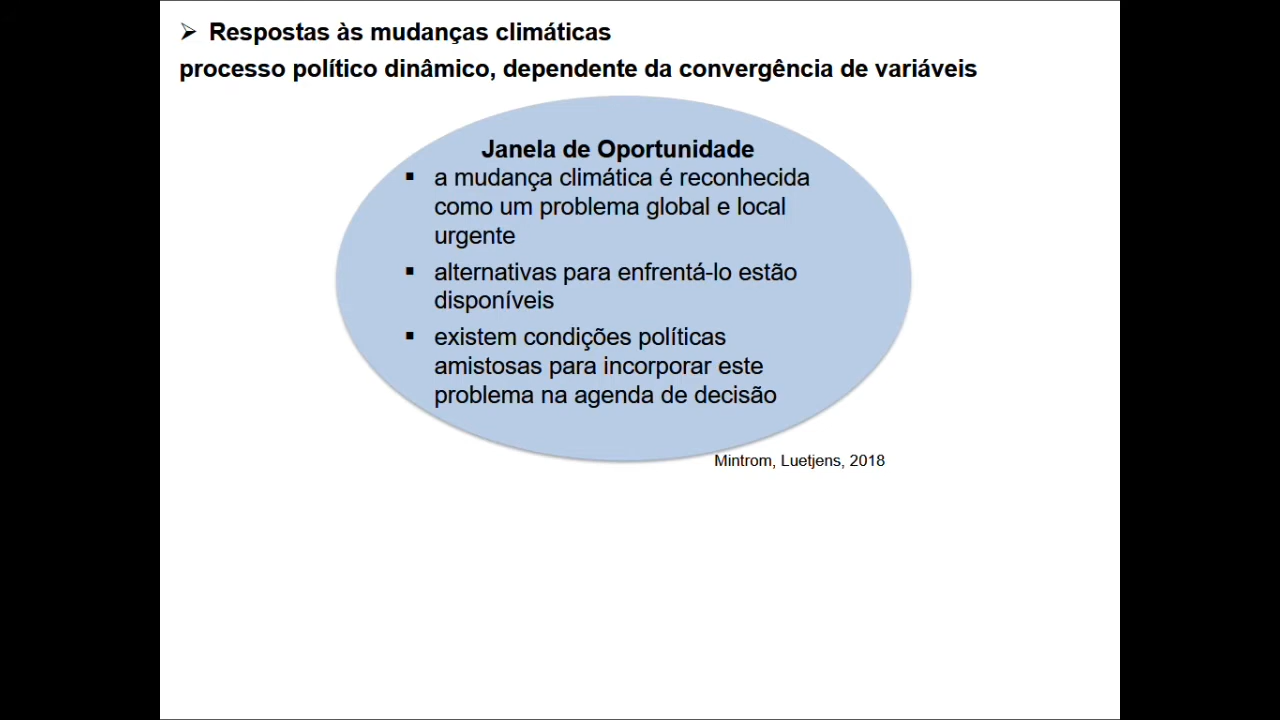 ➢ Respostas às mudanças climáticas
processo político dinâmico, dependente da convergência de variáveis
Janela de Oportunidade
▪ a mudança climática é reconhecida
como um problema global e local
urgente
▪ alternativas para enfrentá-lo estão
disponíveis
▪ existem condições políticas
amistosas para incorporar este
problema na agenda de decisão
Mintrom, Luetjens, 2018